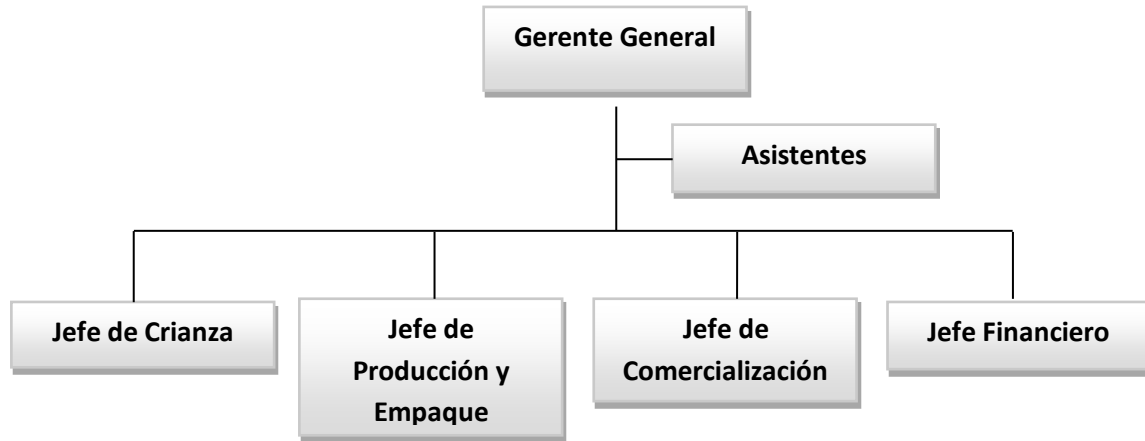 Gerente General
Asistentes
Jefe de Crianza
Jefe de
Producción y
Empaque
Jefe de
Comercialización
Jefe Financiero